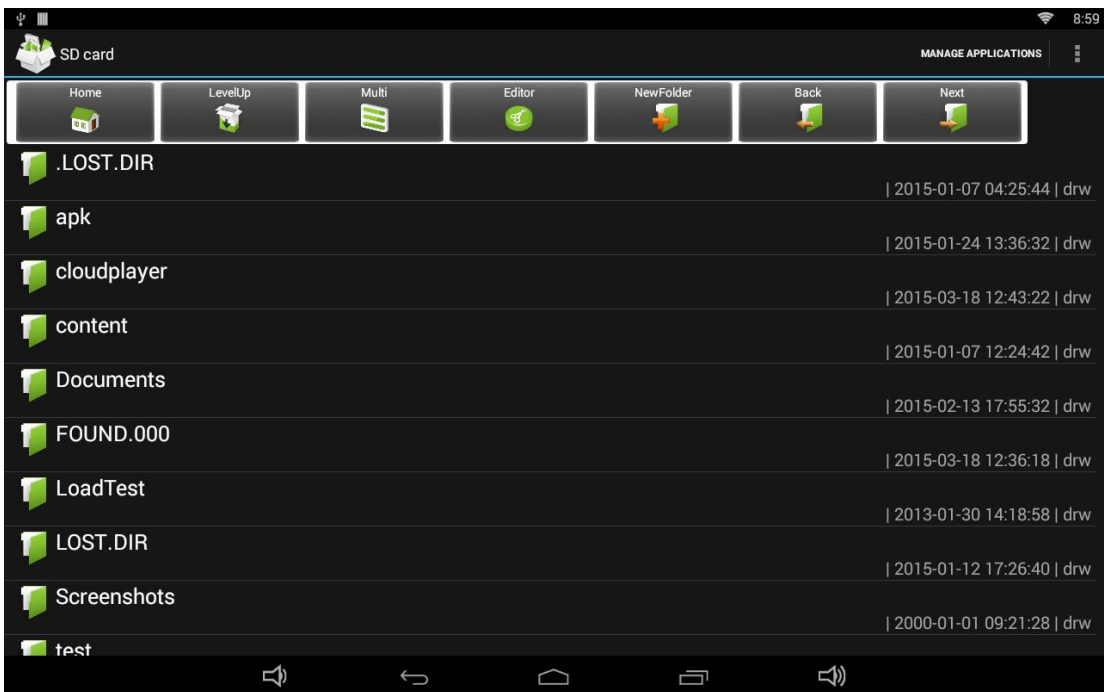 8:59
SD card MANAGE APPLICATIONS
Home LevelUp Multi Editor NewFolder Back Next
.LOST.DIR
| 2015-01-07 04:25:44 | drw
apk
| 2015-01-24 13:36:32 | drw
cloudplayer
| 2015-03-18 12:43:22 | drw
content
| 2015-01-07 12:24:42 | drw
Documents
| 2015-02-13 17:55:32 | drw
FOUND.000
| 2015-03-18 12:36:18 | drw
LoadTest
| 2013-01-30 14:18:58 | drw
LOST.DIR
| 2015-01-12 17:26:40 | drw
Screenshots
| 2000-01-01 09:21:28 | drw
test